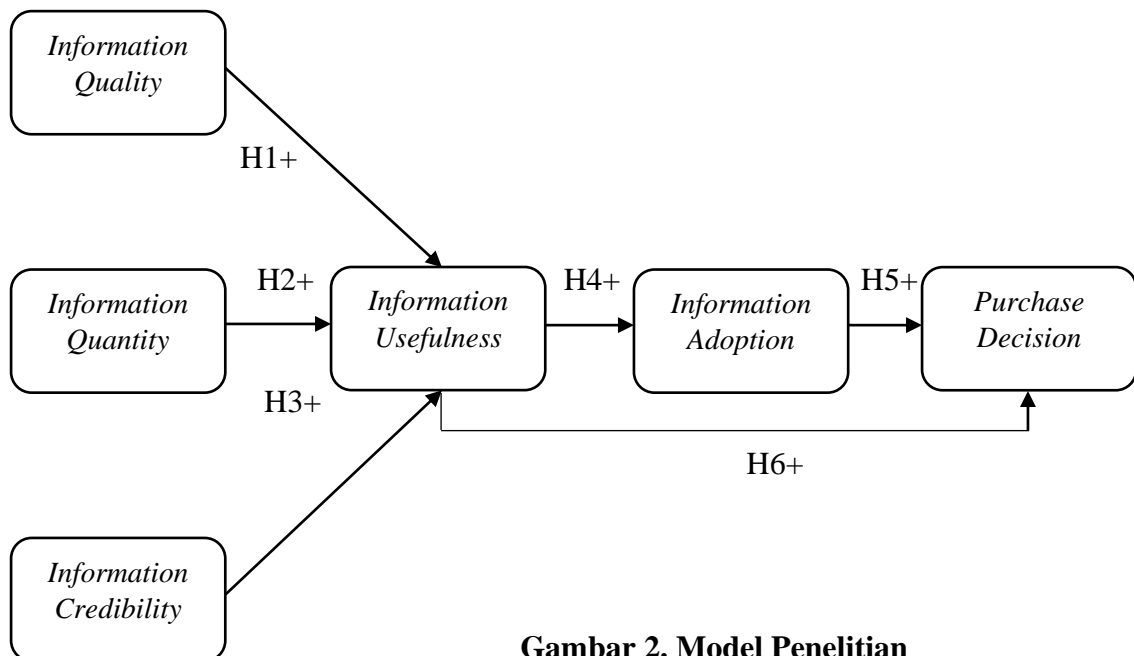 Information
Quality
H1+
H2+
H4+
H5+
Information
Quantity
Information
Usefulness
Information
Adoption
Purchase
Decision
H3+
H6+
Information
Credibility
Gambar 2. Model Penelitian